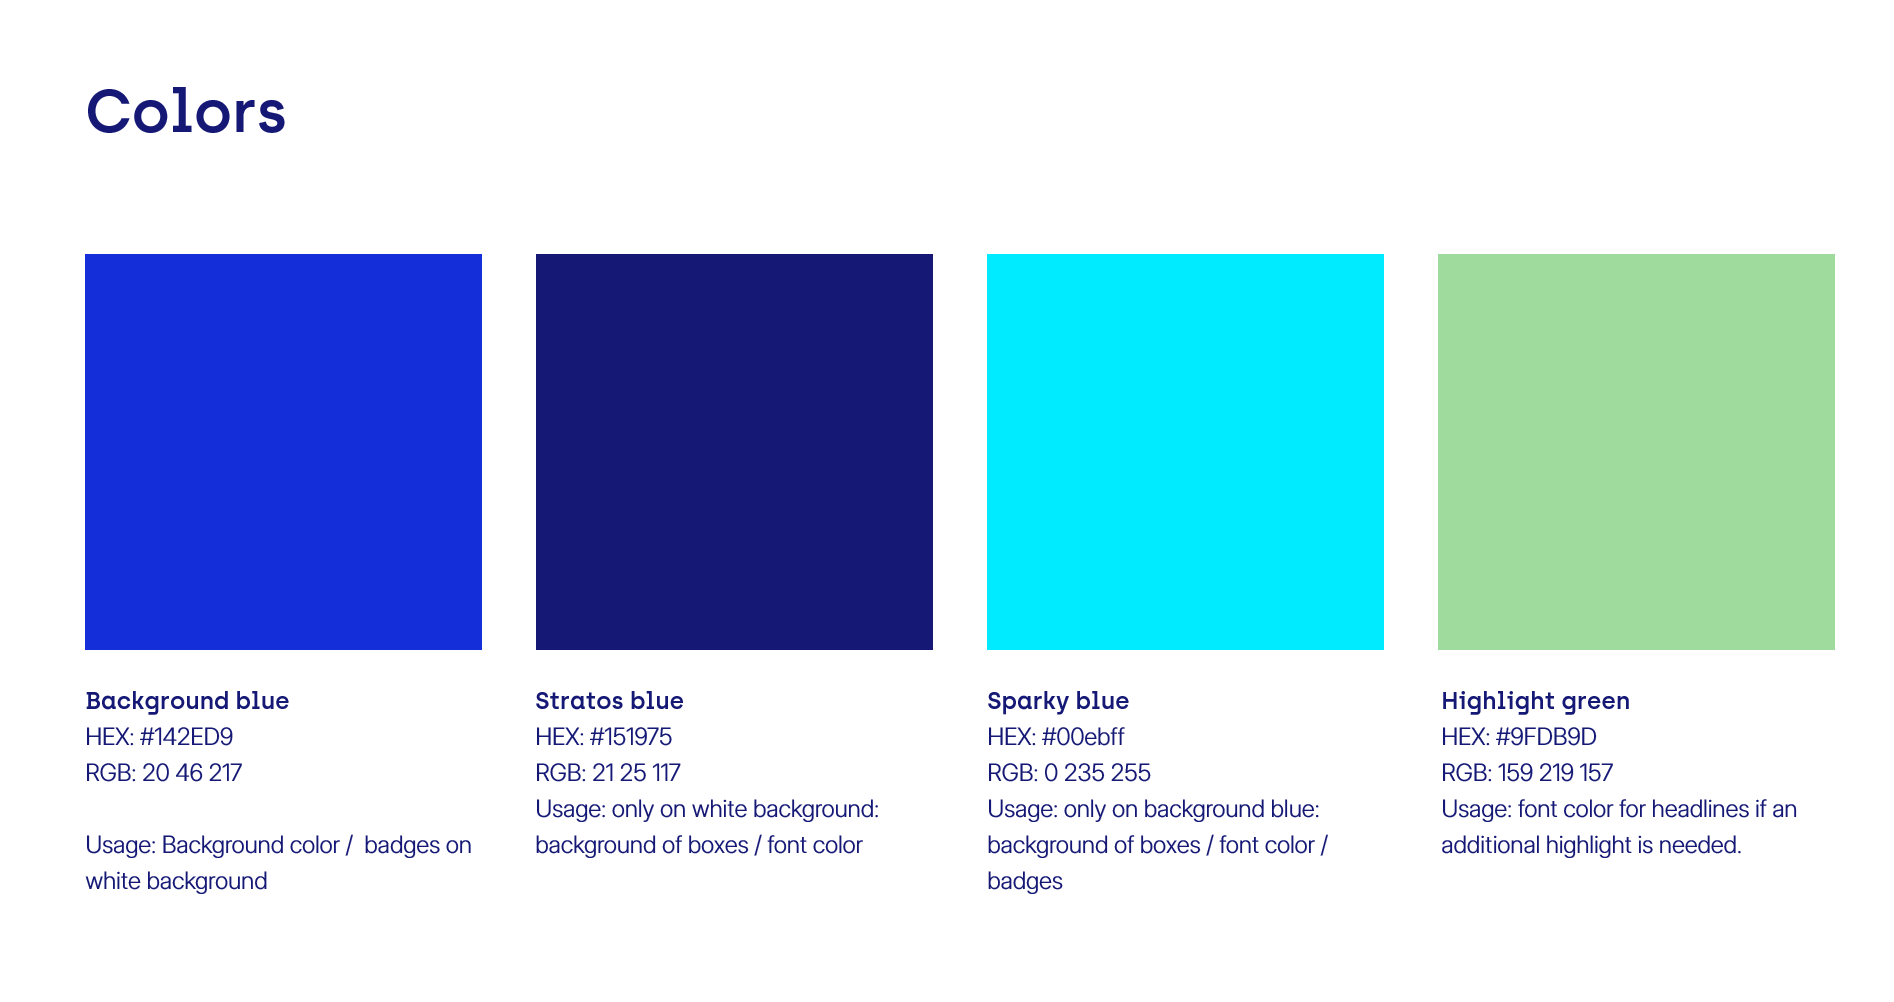 Colors
Background blue
HEX: #142ED9
RGB: 20 46 217
Usage: Background color /  badges on
white background
Stratos blue
HEX: #151975
RGB: 21 25 117
Usage: only on white background:
background of boxes / font color
Sparky blue
HEX: #00ebff
RGB: 0 235 255
Usage: only on background blue:
background of boxes / font color /
badges
Highlight green
HEX: #9FDB9D
RGB: 159 219 157
Usage: font color for headlines if an
additional highlight is needed.